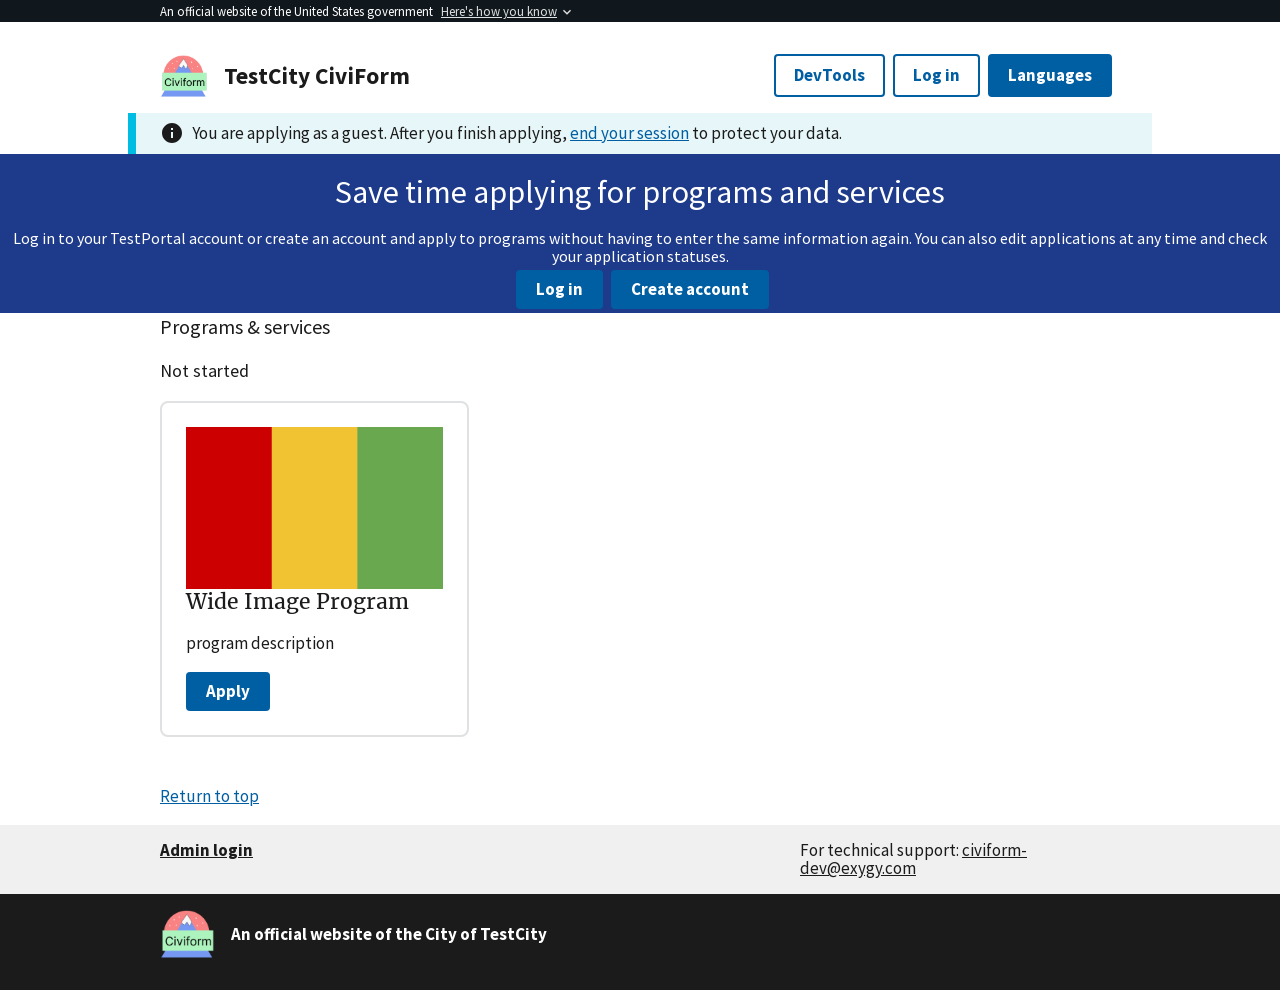 An official website of the United States government Here's how you know
Civiform
TestCity CiviForm
DevTools
Log in
Languages
You are applying as a guest. After you finish applying, end your session to protect your data.
Save time applying for programs and services
Log in to your TestPortal account or create an account and apply to programs without having to enter the same information again. You can also edit applications at any time and check
your application statuses.
Log in
Create account
Programs & services
Not started
Wide Image Program
program description
Apply
Return to top
Admin login
For technical support: civiform-
dev@exygy.com
Civiform
An official website of the City of TestCity